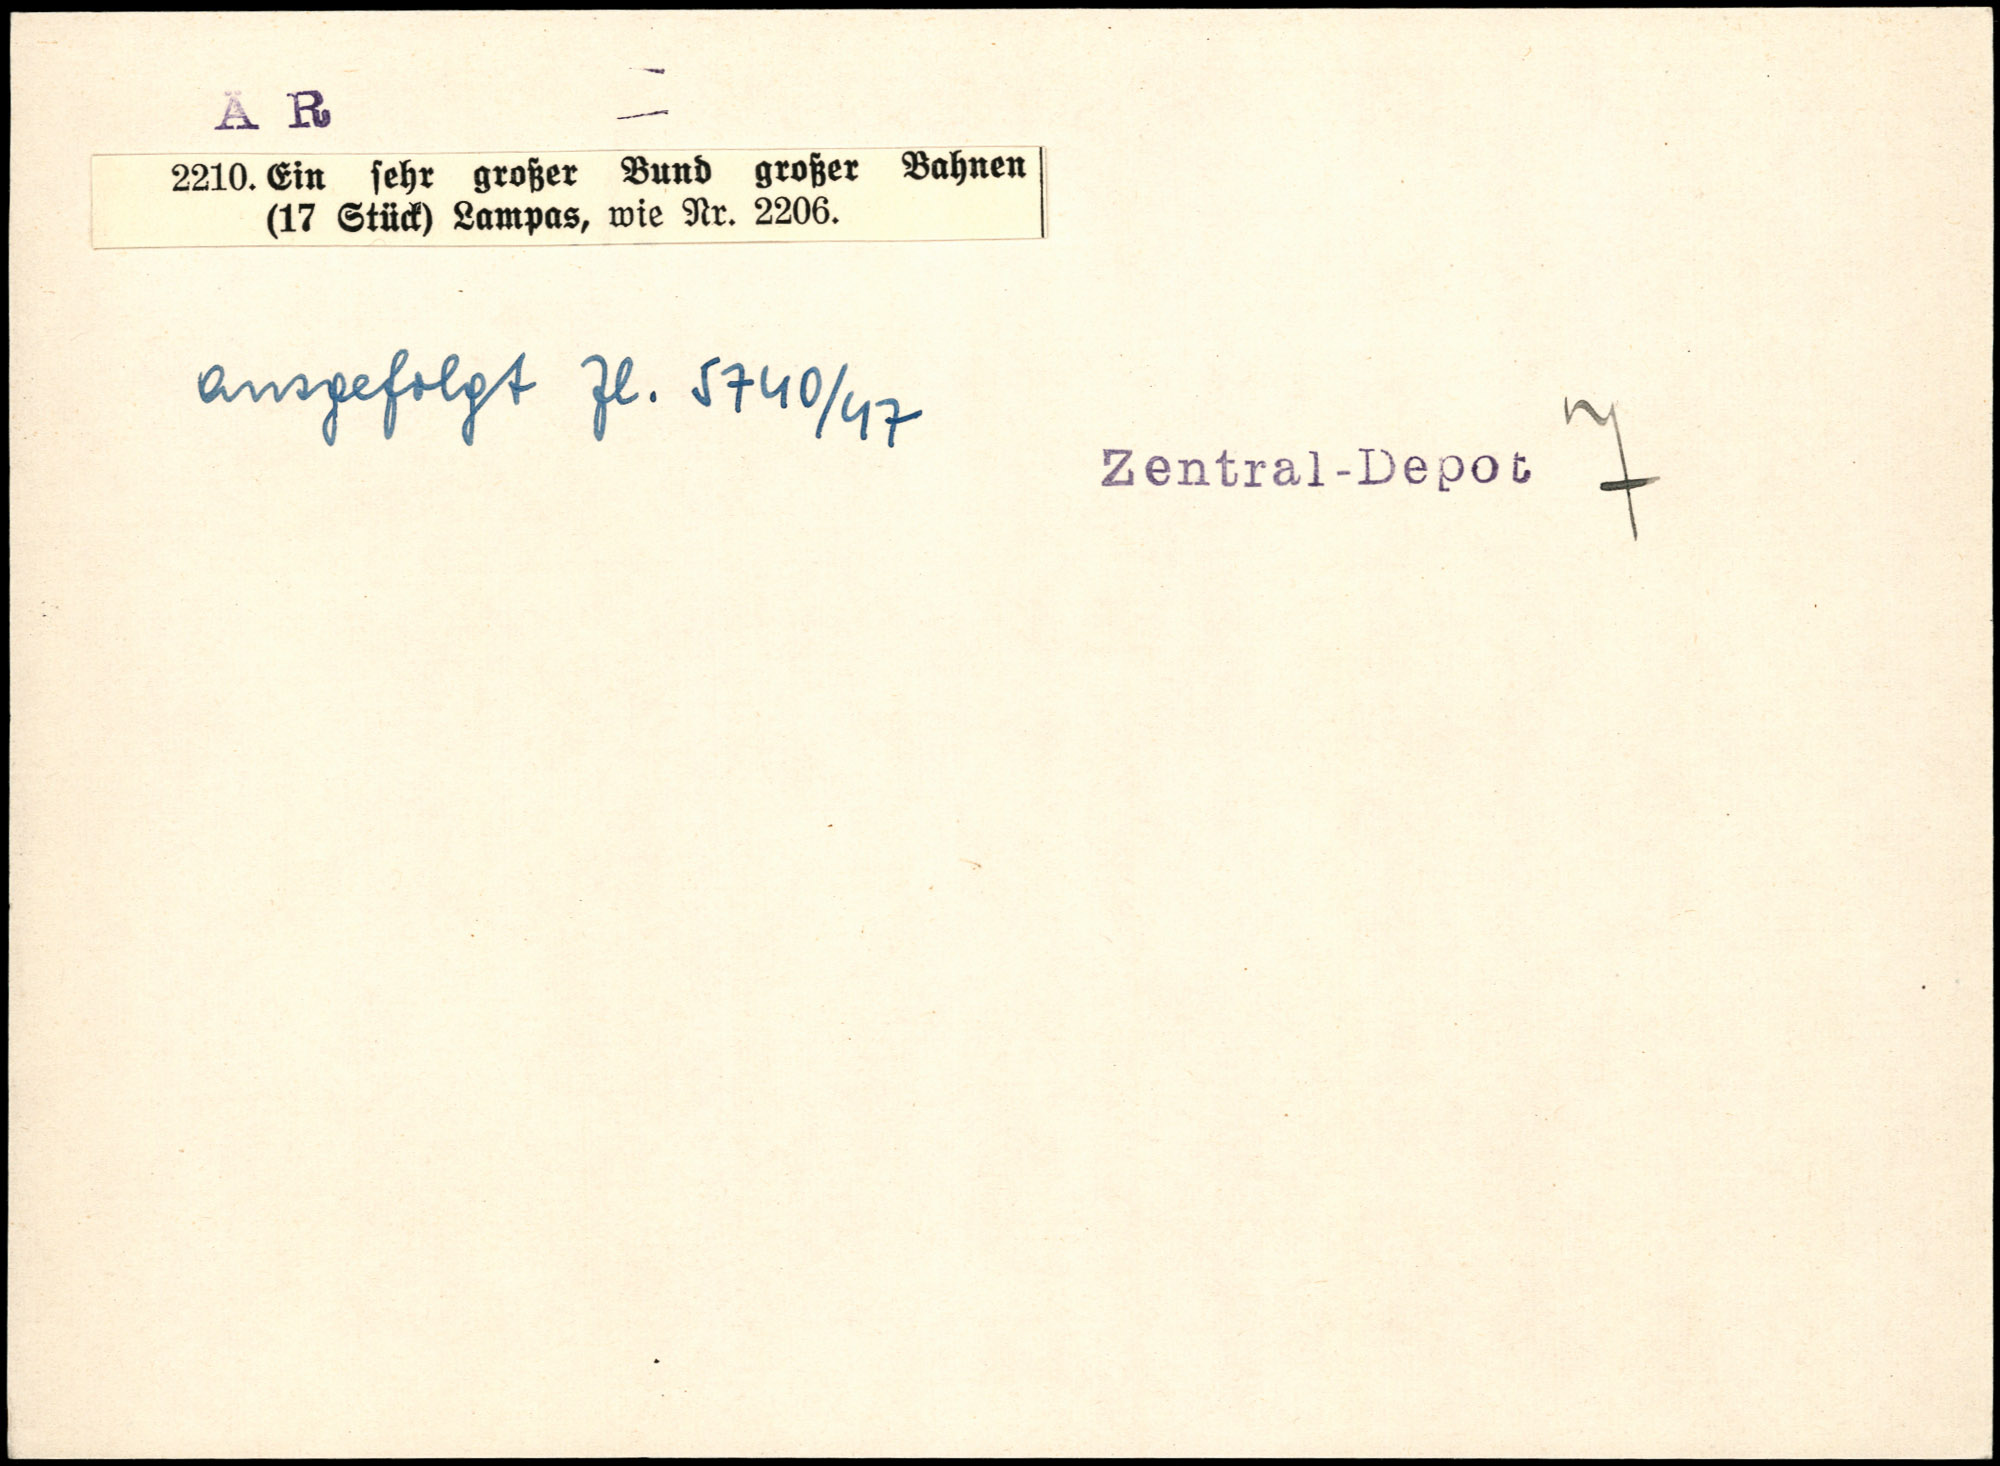 Ä R
2210. Ein sehr großer Bund großer Bahnen
(17 Stück) Lampas, wie Nr. 2206.
ausgefolgt Zl. 5740/47
Zentral-Depot 7